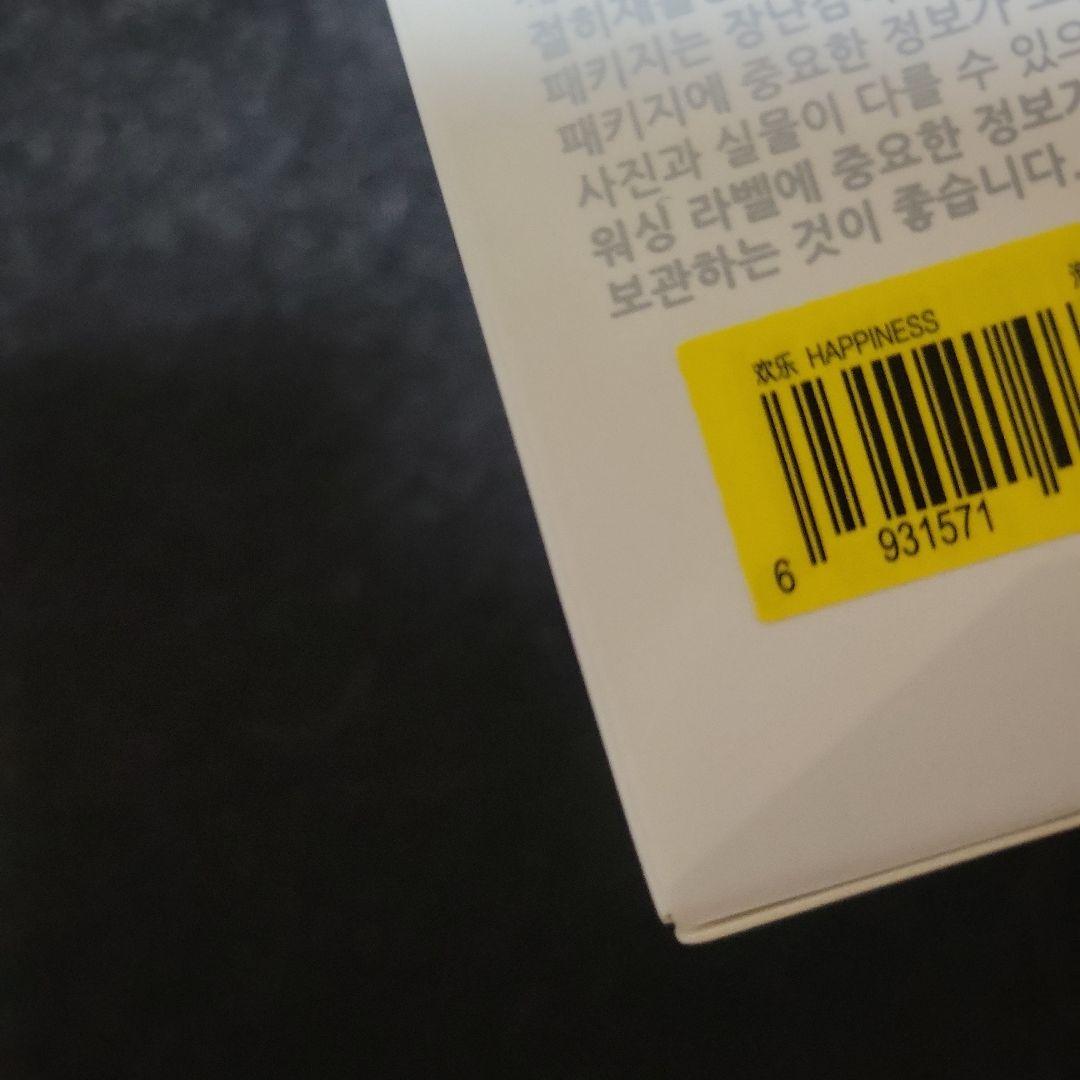 패키지는 장난감
패키지에 중요한 정보가
사진과 실물이 다를 수 있으
워싱 라벨에 중요한 정보가
보관하는 것이 좋습니다.
欢乐 HAPPINESS
6 931571